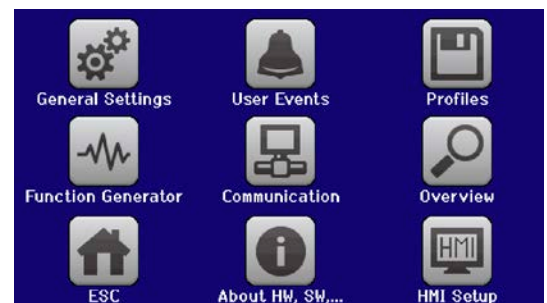 General Settings
User Events
Profiles
Function Generator
Communication
Overview
HMI
ESC
About HW, SW,...
HMI Setup